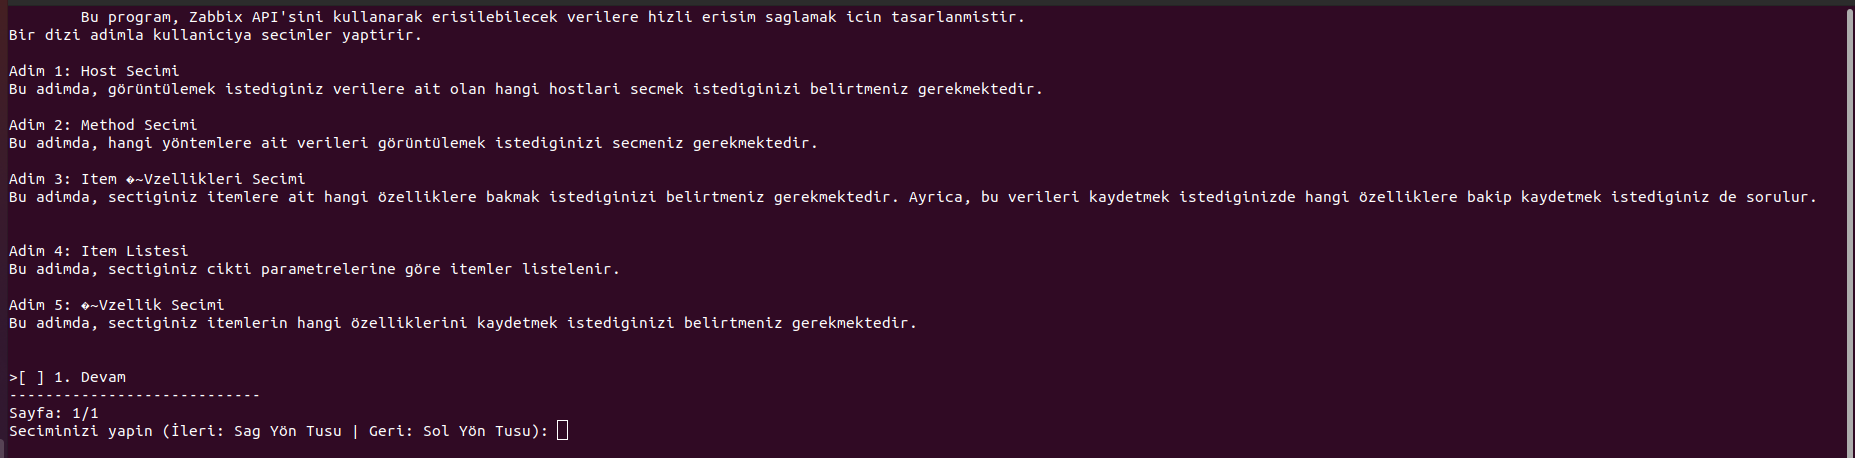 Bu program, Zabbix API'sini kullanarak erisilebilecek verilere hizli erisim saglamak icin tasarlanmistir.
Bir dizi adimla kullaniciya secimler yaptirir.
Adim 1: Host Secimi
Bu adimda, görüntülemek istediginiz verilere ait olan hangi hostlari secmek istediginizi belirtmeniz gerekmektedir.
Adim 2: Method Secimi
Bu adimda, hangi yöntemlere ait verileri görüntülemek istediginizi secmeniz gerekmektedir.
Adim 3: Item �~Vzellikleri Secimi
Bu adimda, sectiginiz itemlere ait hangi özelliklere bakmak istediginizi belirtmeniz gerekmektedir. Ayrica, bu verileri kaydetmek istediginizde hangi özelliklere bakip kaydetmek istediginiz de sorulur.
Adim 4: Item Listesi
Bu adimda, sectiginiz cikti parametrelerine göre itemler listelenir.
Adim 5: �~Vzellik Secimi
Bu adimda, sectiginiz itemlerin hangi özelliklerini kaydetmek istediginizi belirtmeniz gerekmektedir.
>[ ] 1. Devam
----------------------------
Sayfa: 1/1
Seciminizi yapin (İleri: Sag Yön Tusu | Geri: Sol Yön Tusu):